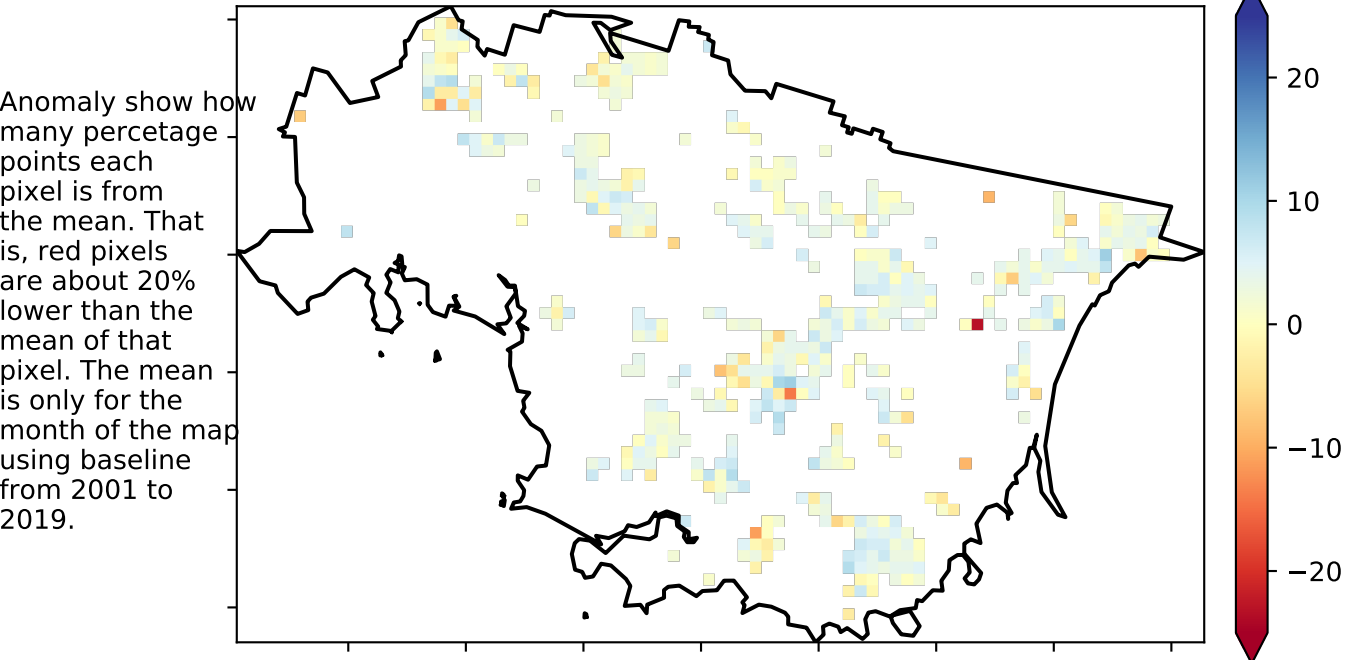 Anomaly show how
many percetage
points each
pixel is from
the mean. That
is, red pixels
are about 20%
lower than the
mean of that
pixel. The mean
is only for the
month of the map
using baseline
from 2001 to
2019.
20
10
0
−10
−20